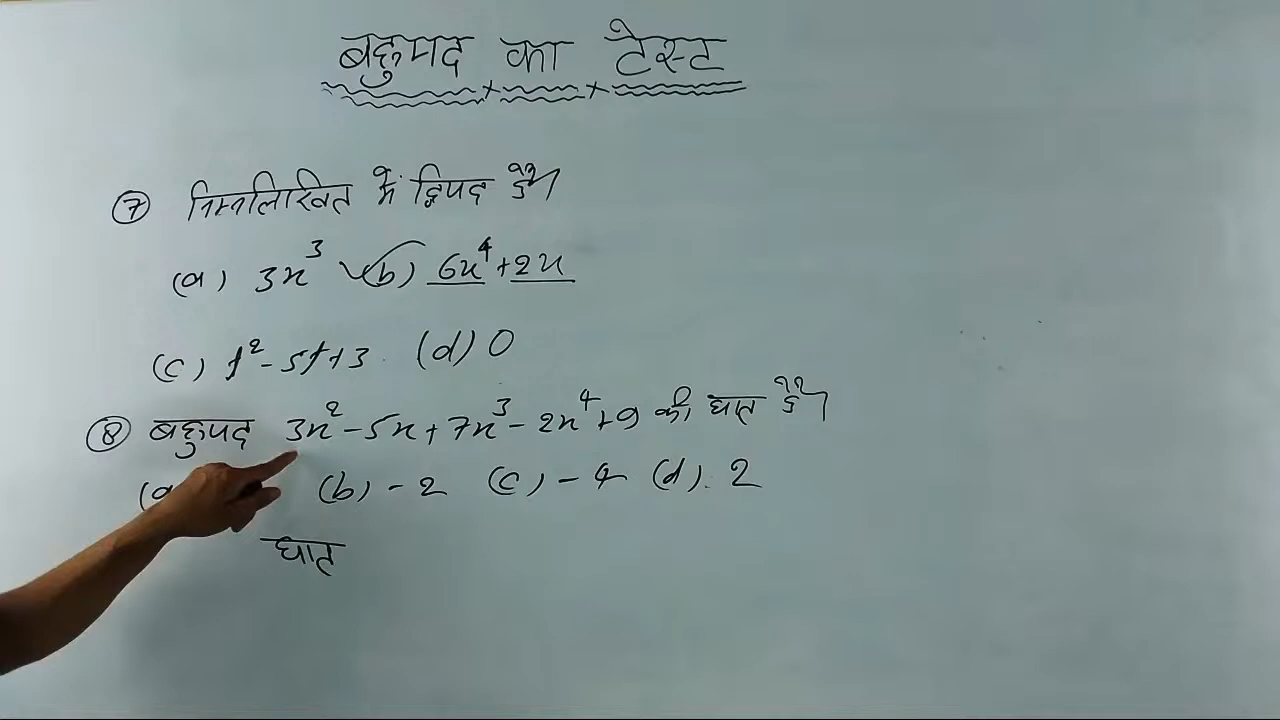 बहुपद का टेस्ट
(7) निम्नलिखित में द्विपद है।
(a) 3x³ (b) 6x⁴+2x
(c) t²-5t+3 (d) 0
(8) बहुपद 3x²-5x+7x³-2x⁴+9 की घात है।
(a) (b) -2 (c) -4 (d). 2
घात